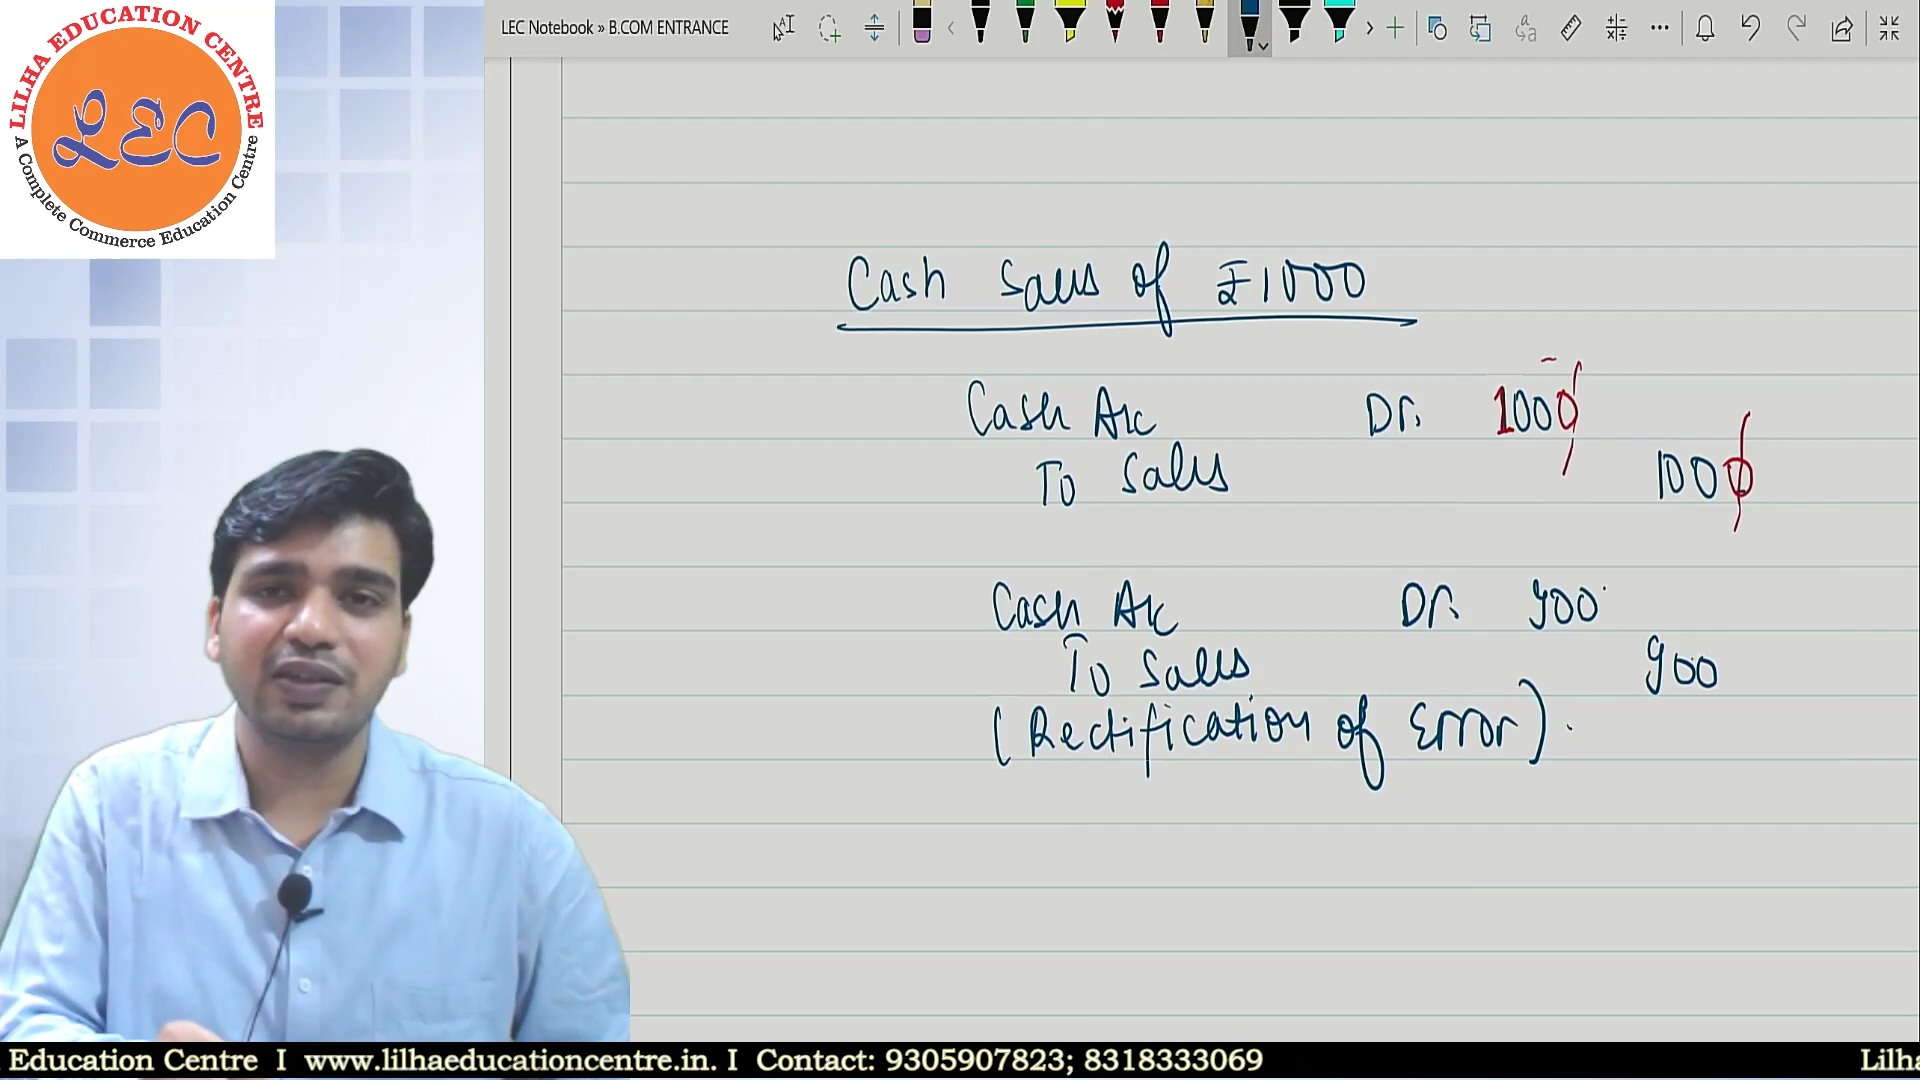 LILHA EDUCATION CENTRE
LEC
A Complete Commerce Education Centre
LEC Notebook » B.COM ENTRANCE
Cash Sales of ₹1000
Cash A/c Dr. 1000
To Sales 1000
Cash A/c Dr. 900
To Sales 900
(Rectification of Error).
Education Centre I www.lilhaeducationcentre.in. I Contact: 9305907823; 8318333069 Lilha